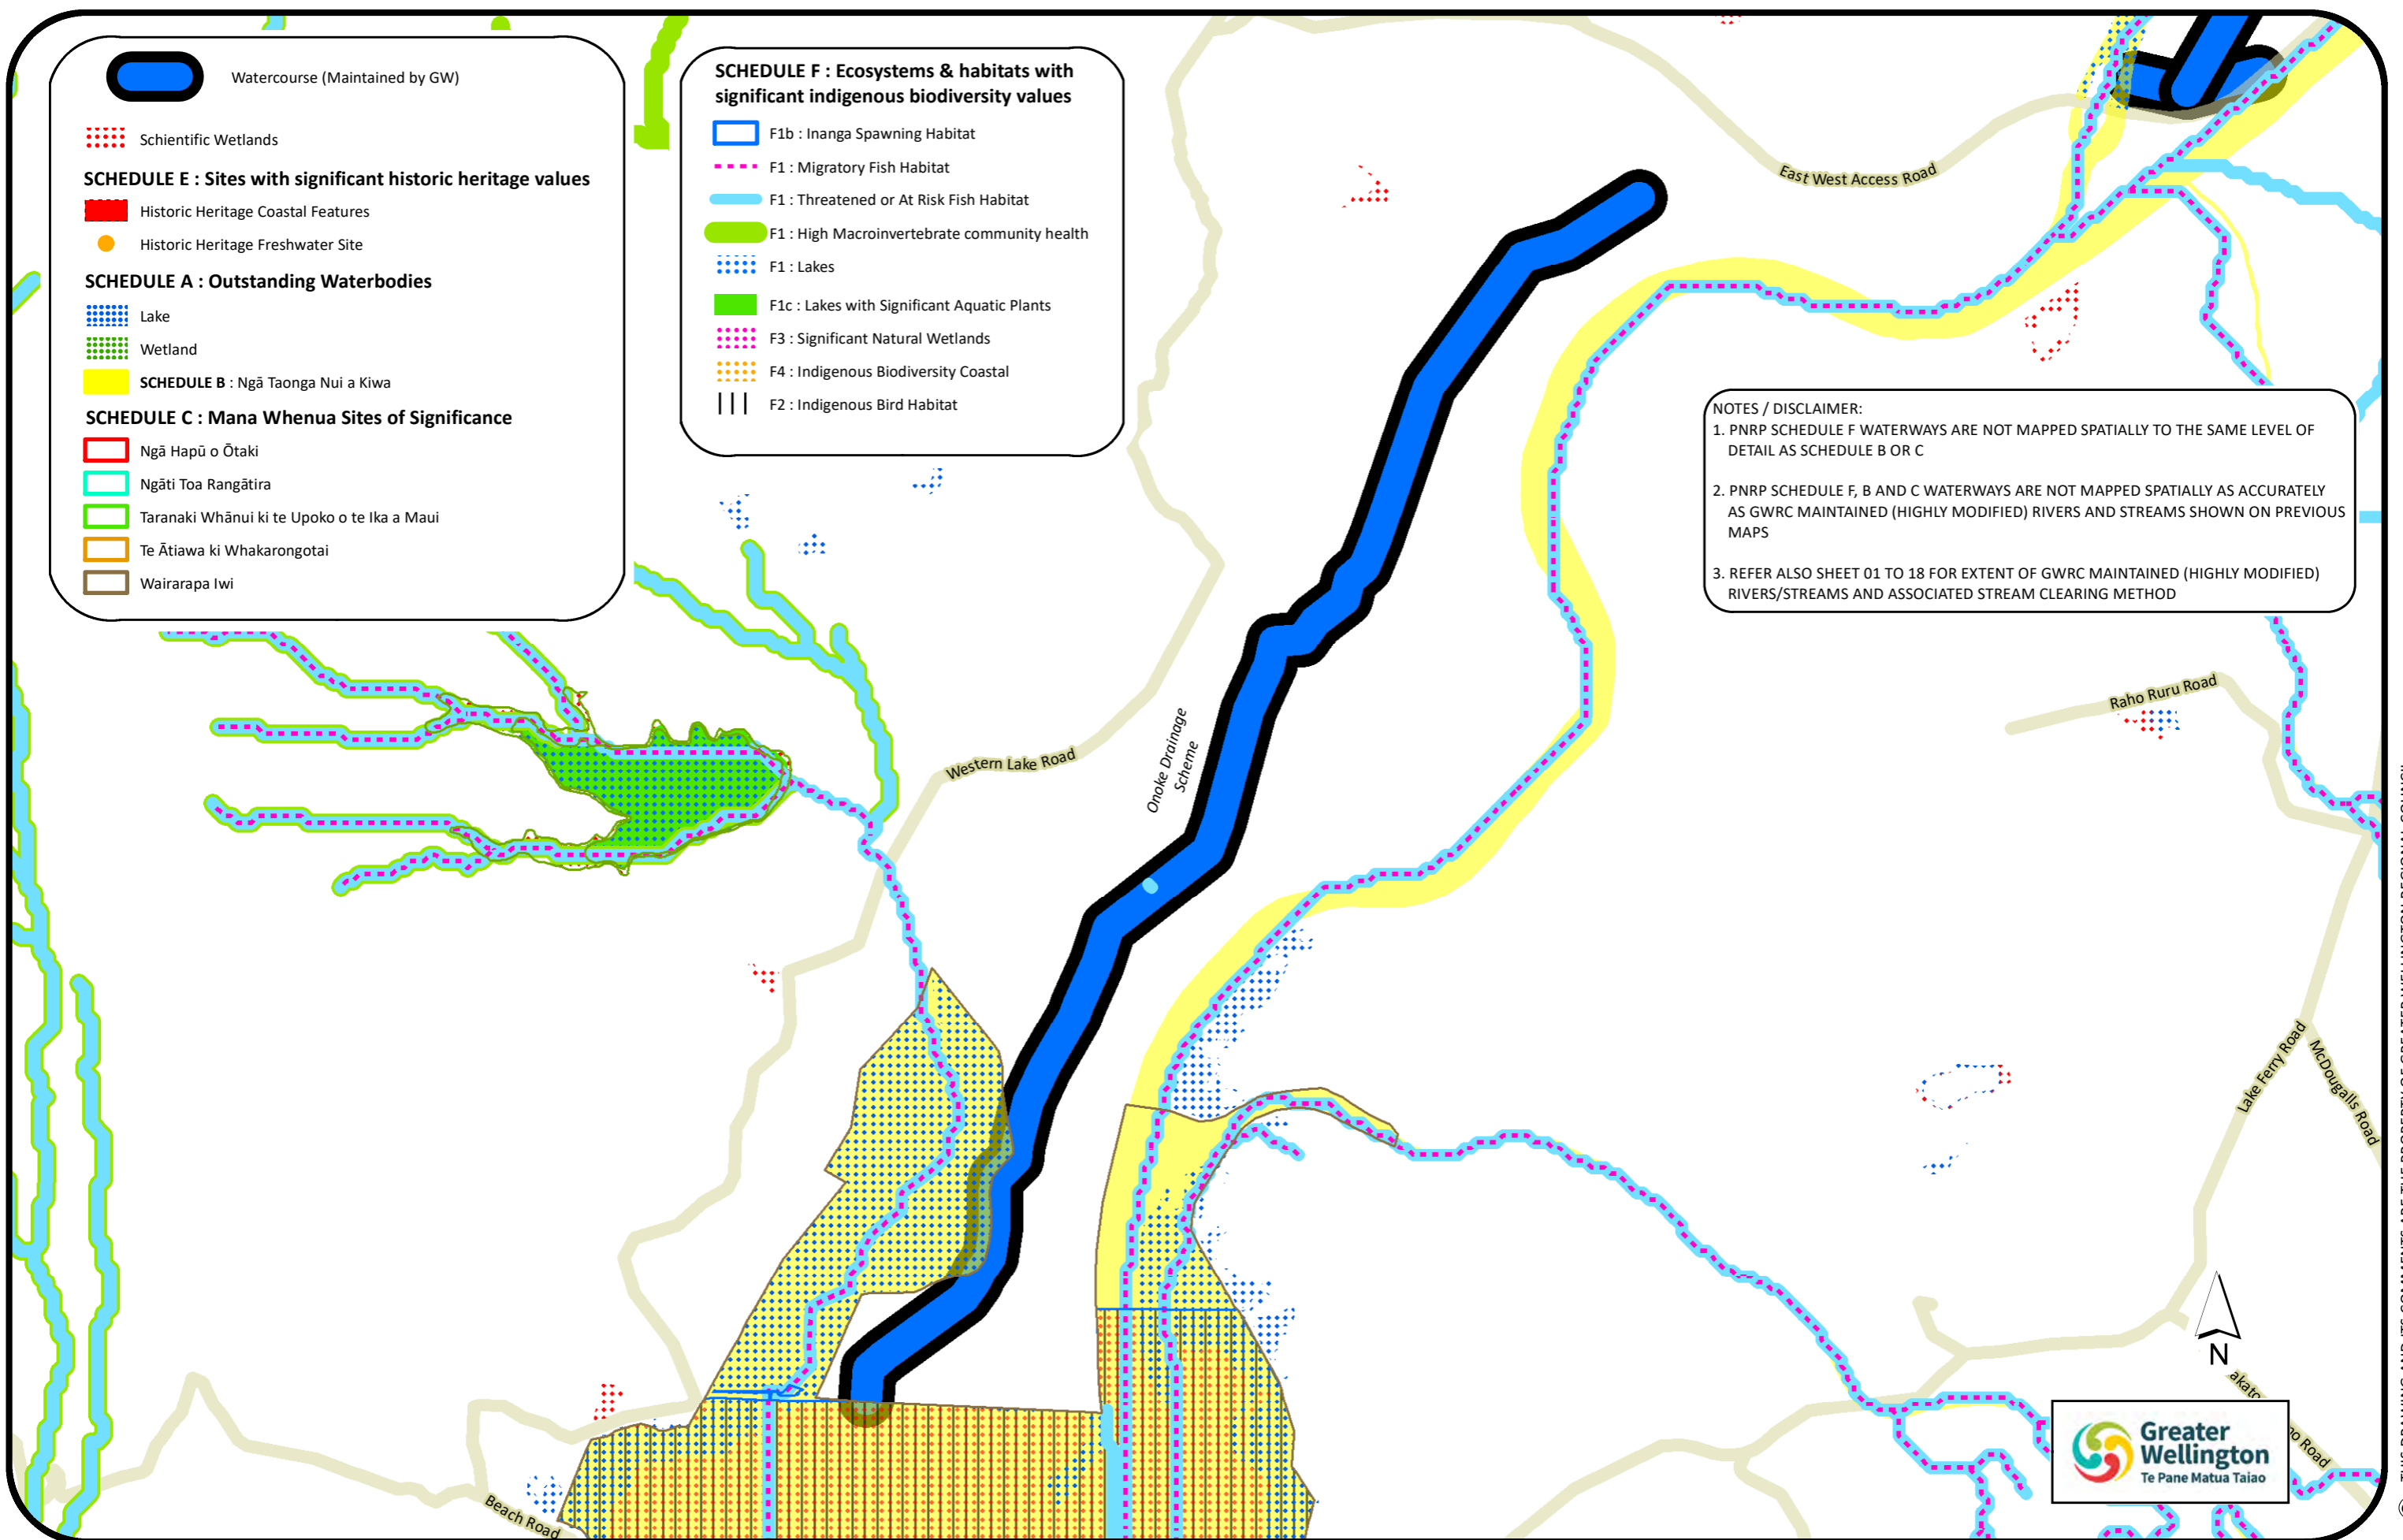 Watercourse (Maintained by GW)
Schientific Wetlands
SCHEDULE E : Sites with significant historic heritage values
Historic Heritage Coastal Features
Historic Heritage Freshwater Site
SCHEDULE A : Outstanding Waterbodies
Lake
Wetland
SCHEDULE B : Ngā Taonga Nui a Kiwa
SCHEDULE C : Mana Whenua Sites of Significance
Ngā Hapū o Ōtaki
Ngāti Toa Rangātira
Taranaki Whānui ki te Upoko o te Ika a Maui
Te Ātiawa ki Whakarongotai
Wairarapa Iwi
SCHEDULE F : Ecosystems & habitats with
significant indigenous biodiversity values
F1b : Inanga Spawning Habitat
F1 : Migratory Fish Habitat
F1 : Threatened or At Risk Fish Habitat
F1 : High Macroinvertebrate community health
F1 : Lakes
F1c : Lakes with Significant Aquatic Plants
F3 : Significant Natural Wetlands
F4 : Indigenous Biodiversity Coastal
F2 : Indigenous Bird Habitat
East West Access Road
NOTES / DISCLAIMER:
1. PNRP SCHEDULE F WATERWAYS ARE NOT MAPPED SPATIALLY TO THE SAME LEVEL OF
DETAIL AS SCHEDULE B OR C
2. PNRP SCHEDULE F, B AND C WATERWAYS ARE NOT MAPPED SPATIALLY AS ACCURATELY
AS GWRC MAINTAINED (HIGHLY MODIFIED) RIVERS AND STREAMS SHOWN ON PREVIOUS
MAPS
3. REFER ALSO SHEET 01 TO 18 FOR EXTENT OF GWRC MAINTAINED (HIGHLY MODIFIED)
RIVERS/STREAMS AND ASSOCIATED STREAM CLEARING METHOD
Raho Ruru Road
Western Lake Road
Onoke Drainage
Scheme
Lake Ferry Road
McDougalls Road
N
Road
Beach Road
Greater
Wellington
Te Pane Matua Taiao